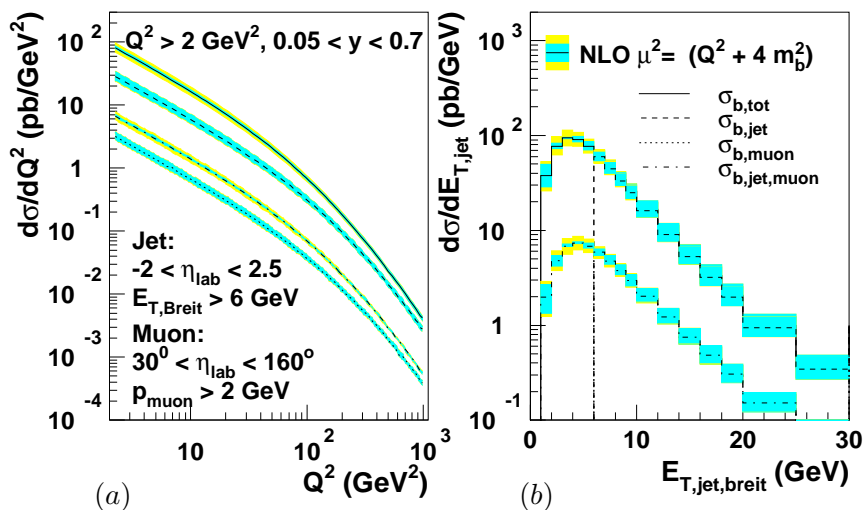 dσ/dQ² (pb/GeV²)
10²
10
1
10⁻¹
10⁻²
10⁻³
10⁻⁴
Q² > 2 GeV², 0.05 < y < 0.7
Jet:
-2 < η_lab < 2.5
E_T,Breit > 6 GeV
Muon:
30⁰ < η_lab < 160°
p_muon > 2 GeV
10 10² 10³
Q² (GeV²)
(a)
dσ/dE_T,jet (pb/GeV)
10³
10²
10
1
10⁻¹
NLO μ² = (Q² + 4 m_b²)
σ_b,tot
σ_b,jet
σ_b,muon
σ_b,jet,muon
0 10 20 30
E_T,jet,breit (GeV)
(b)